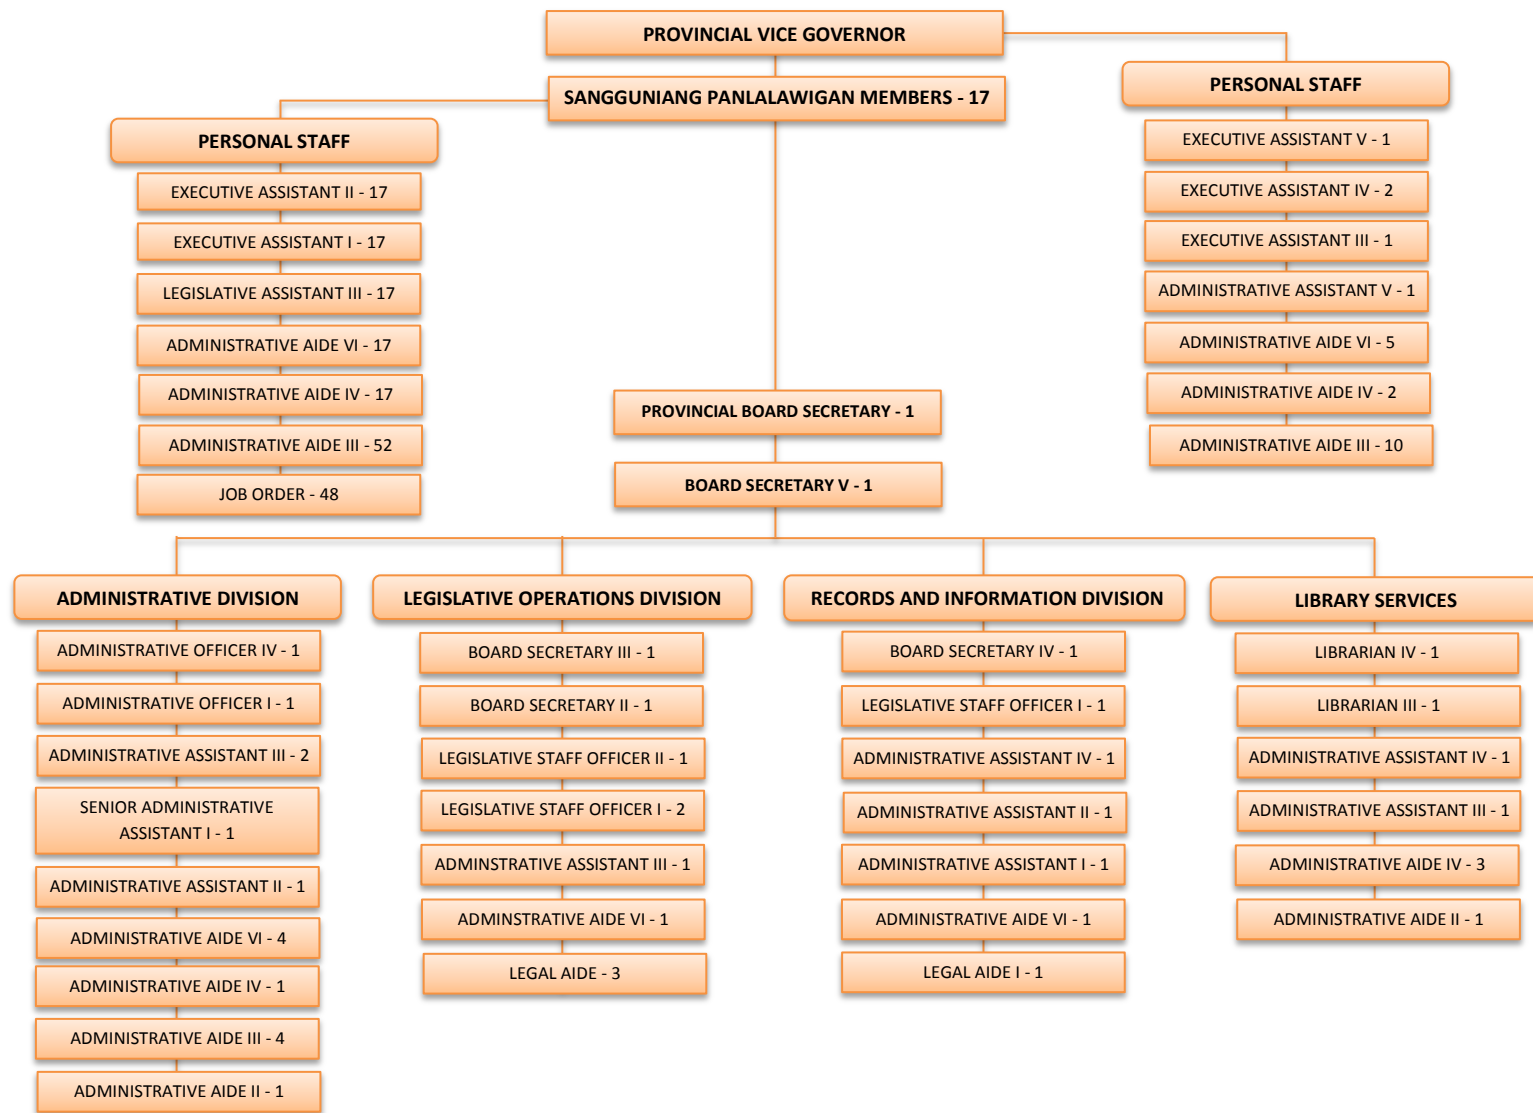 PROVINCIAL VICE GOVERNOR
SANGGUNIANG PANLALAWIGAN MEMBERS - 17
PERSONAL STAFF
EXECUTIVE ASSISTANT II - 17
EXECUTIVE ASSISTANT I - 17
LEGISLATIVE ASSISTANT III - 17
ADMINISTRATIVE AIDE VI - 17
ADMINISTRATIVE AIDE IV - 17
ADMINISTRATIVE AIDE III - 52
JOB ORDER - 48
PERSONAL STAFF
EXECUTIVE ASSISTANT V - 1
EXECUTIVE ASSISTANT IV - 2
EXECUTIVE ASSISTANT III - 1
ADMINISTRATIVE ASSISTANT V - 1
ADMINISTRATIVE AIDE VI - 5
ADMINISTRATIVE AIDE IV - 2
ADMINISTRATIVE AIDE III - 10
PROVINCIAL BOARD SECRETARY - 1
BOARD SECRETARY V - 1
ADMINISTRATIVE DIVISION
ADMINISTRATIVE OFFICER IV - 1
ADMINISTRATIVE OFFICER I - 1
ADMINISTRATIVE ASSISTANT III - 2
SENIOR ADMINISTRATIVE
ASSISTANT I - 1
ADMINISTRATIVE ASSISTANT II - 1
ADMINISTRATIVE AIDE VI - 4
ADMINISTRATIVE AIDE IV - 1
ADMINISTRATIVE AIDE III - 4
ADMINISTRATIVE AIDE II - 1
LEGISLATIVE OPERATIONS DIVISION
BOARD SECRETARY III - 1
BOARD SECRETARY II - 1
LEGISLATIVE STAFF OFFICER II - 1
LEGISLATIVE STAFF OFFICER I - 2
ADMINSTRATIVE ASSISTANT III - 1
ADMINSTRATIVE AIDE VI - 1
LEGAL AIDE - 3
RECORDS AND INFORMATION DIVISION
BOARD SECRETARY IV - 1
LEGISLATIVE STAFF OFFICER I - 1
ADMINISTRATIVE ASSISTANT IV - 1
ADMINISTRATIVE ASSISTANT II - 1
ADMINISTRATIVE ASSISTANT I - 1
ADMINISTRATIVE AIDE VI - 1
LEGAL AIDE I - 1
LIBRARY SERVICES
LIBRARIAN IV - 1
LIBRARIAN III - 1
ADMINISTRATIVE ASSISTANT IV - 1
ADMINISTRATIVE ASSISTANT III - 1
ADMINISTRATIVE AIDE IV - 3
ADMINISTRATIVE AIDE II - 1